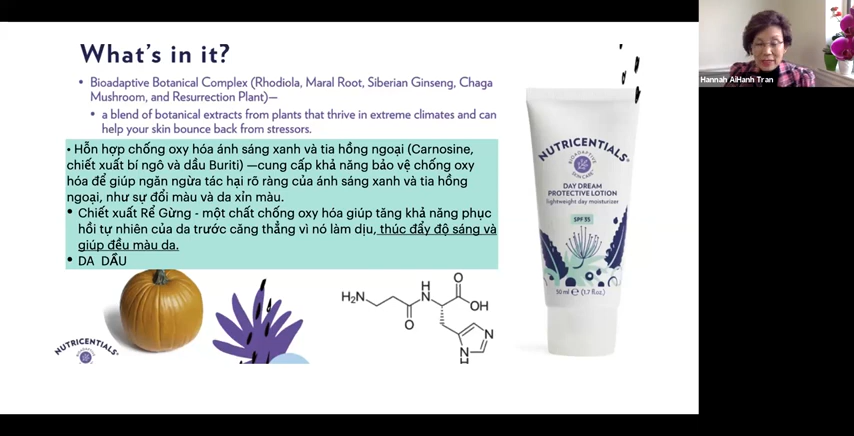 What's in it?
• Bioadaptive Botanical Complex (Rhodiola, Maral Root, Siberian Ginseng, Chaga
Mushroom, and Resurrection Plant)—
• a blend of botanical extracts from plants that thrive in extreme climates and can
help your skin bounce back from stressors.
• Hỗn hợp chống oxy hóa ánh sáng xanh và tia hồng ngoại (Carnosine,
chiết xuất bí ngô và dầu Buriti) —cung cấp khả năng bảo vệ chống oxy
hóa để giúp ngăn ngừa tác hại rõ ràng của ánh sáng xanh và tia hồng
ngoại, như sự đổi màu và da xỉn màu.
• Chiết xuất Rể Gừng - một chất chống oxy hóa giúp tăng khả năng phục
hồi tự nhiên của da trước căng thẳng vì nó làm dịu, thúc đẩy độ sáng và
giúp đều màu da.
• DA DẦU
NUTRICENTIALS
H₂N
O
H
N
O
OH
N
N
H
NUTRICENTIALS
BIOADAPTIVE
SKIN CARE
DAY DREAM
PROTECTIVE LOTION
lightweight day moisturizer
SPF 35
50 ml e (1.7 fl.oz.)
Hannah AiHanh Tran